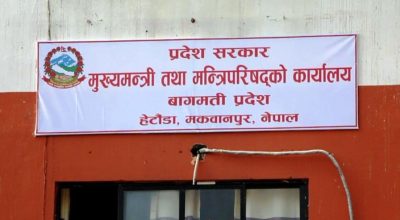 प्रदेश सरकार
मुख्यमन्त्री तथा मन्त्रिपरिषद्को कार्यालय
बागमती प्रदेश
हेटौंडा, मकवानपुर, नेपाल